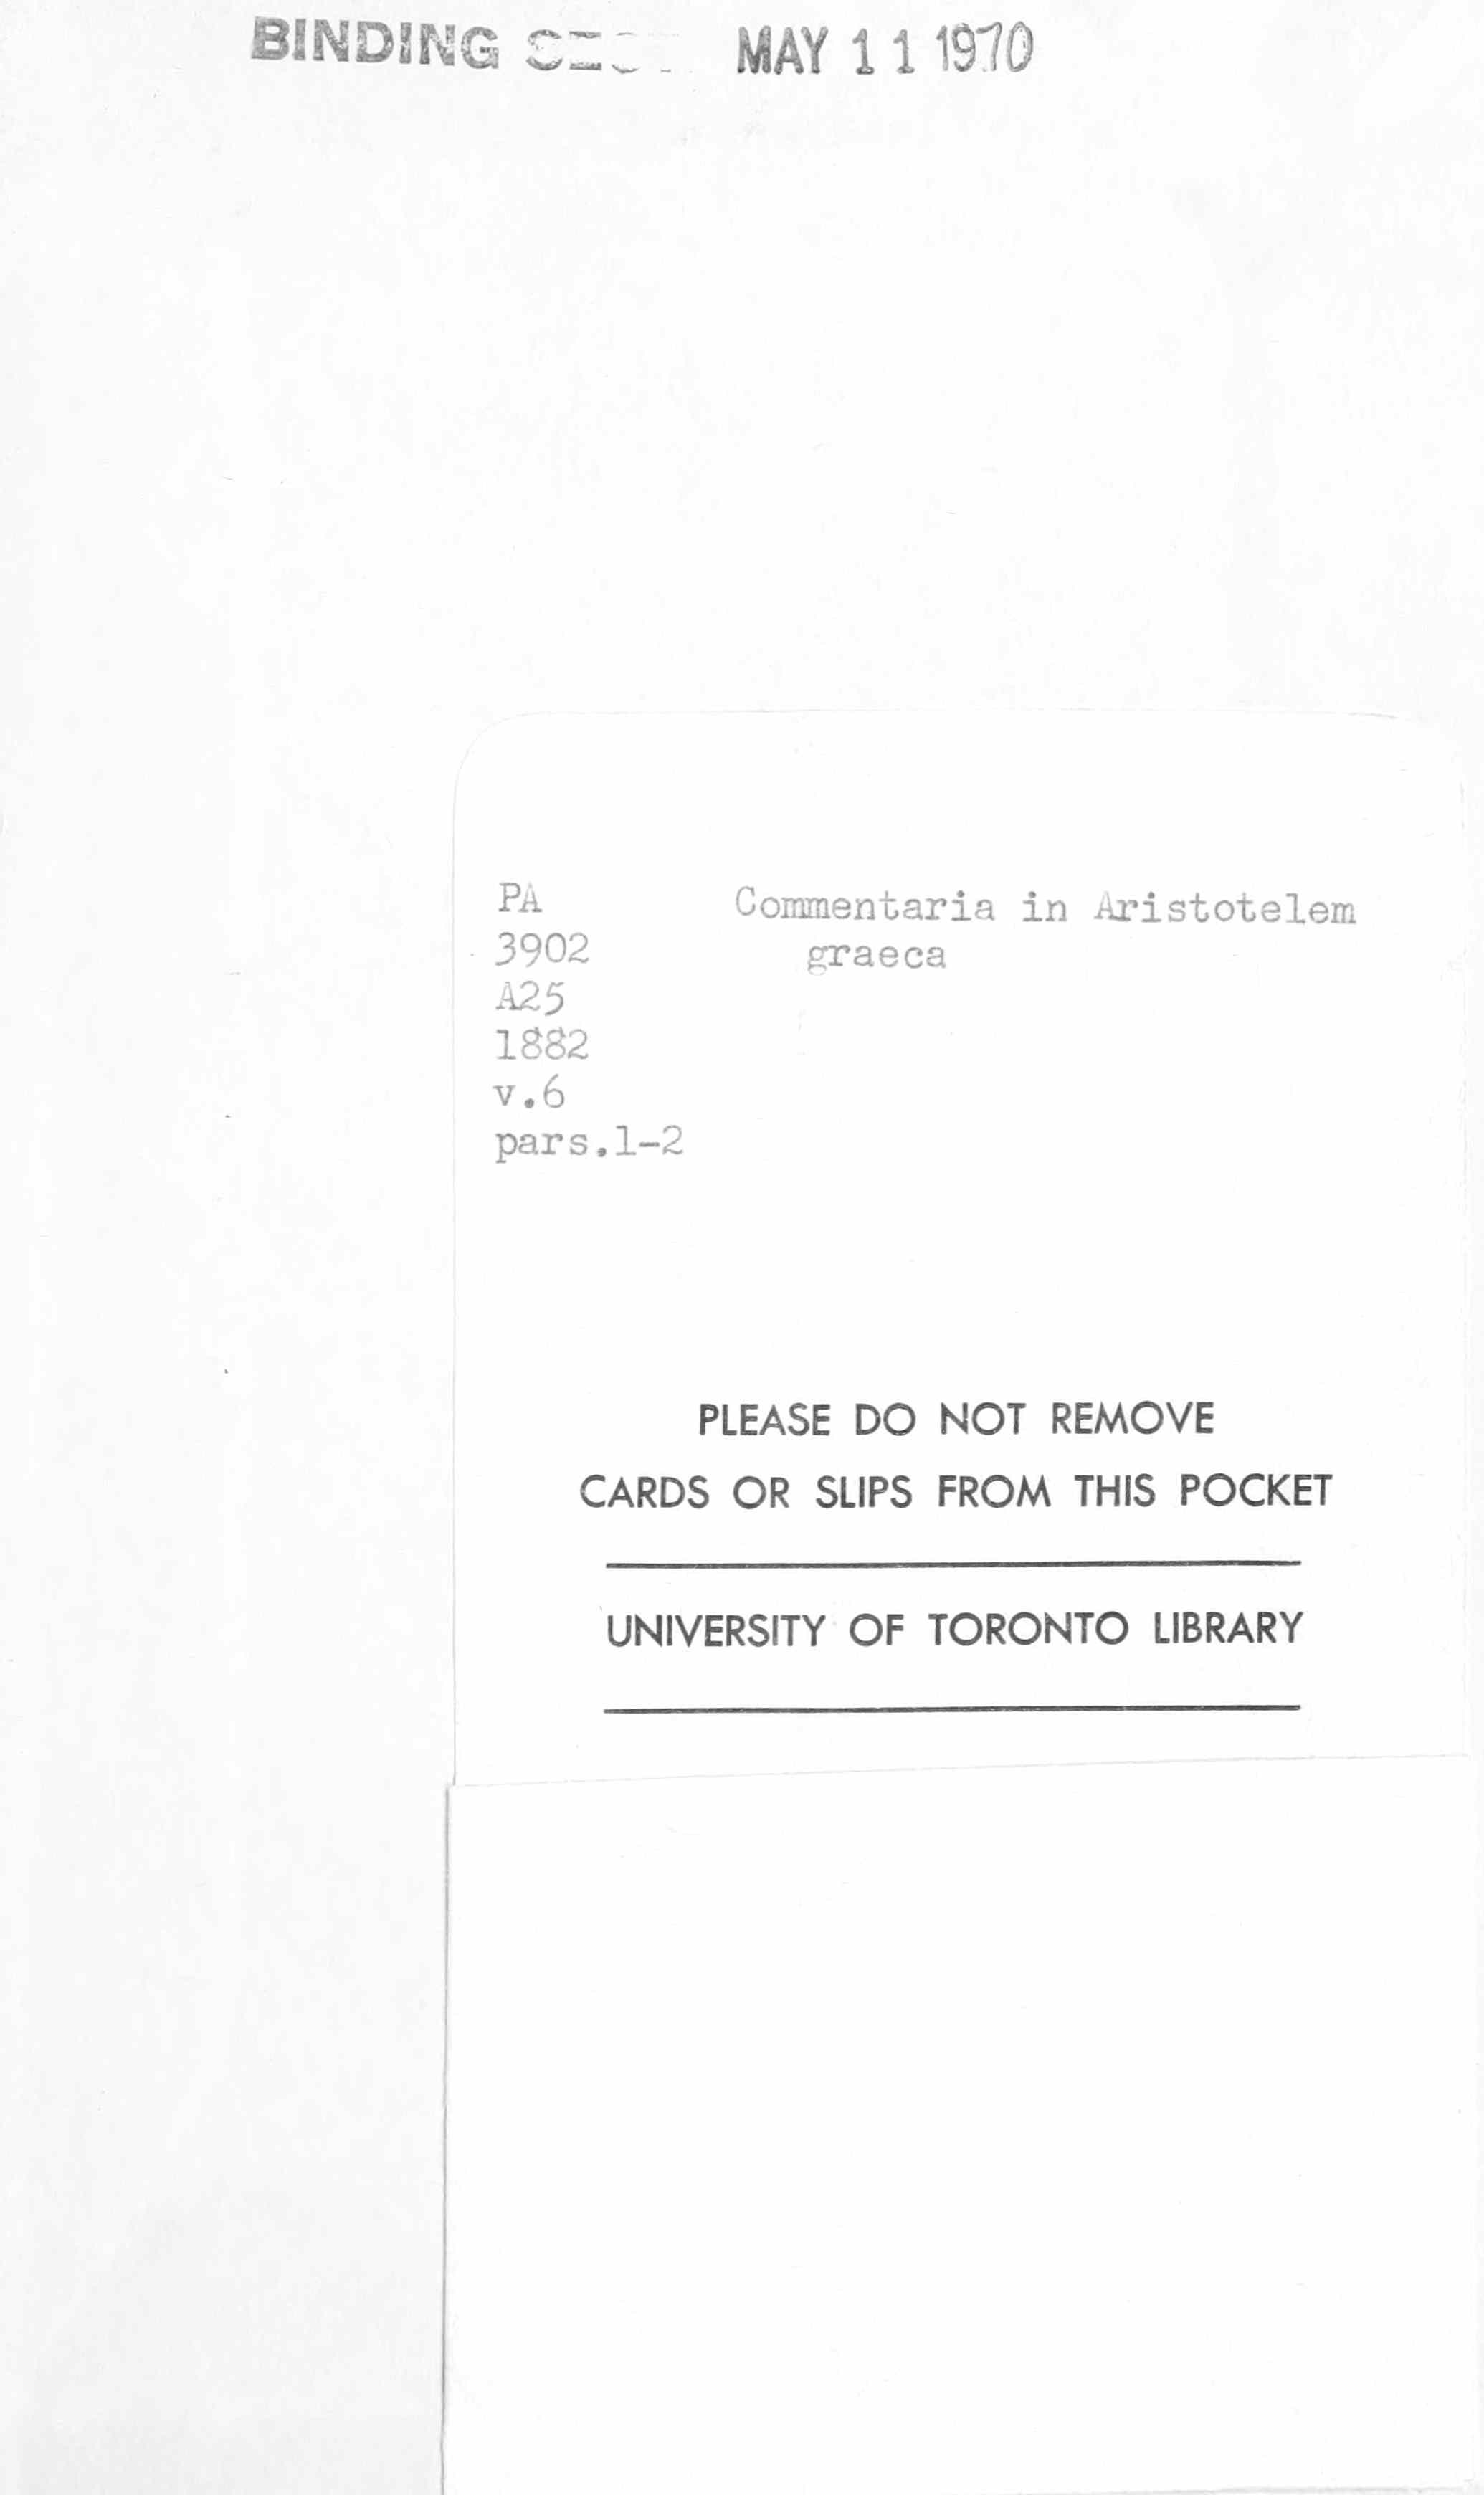 BINDING MAY 11 1970
PA
3902
A25
1882
v.6
pars.1-2
Commentaria in Aristotelem
graeca
PLEASE DO NOT REMOVE
CARDS OR SLIPS FROM THIS POCKET
UNIVERSITY OF TORONTO LIBRARY